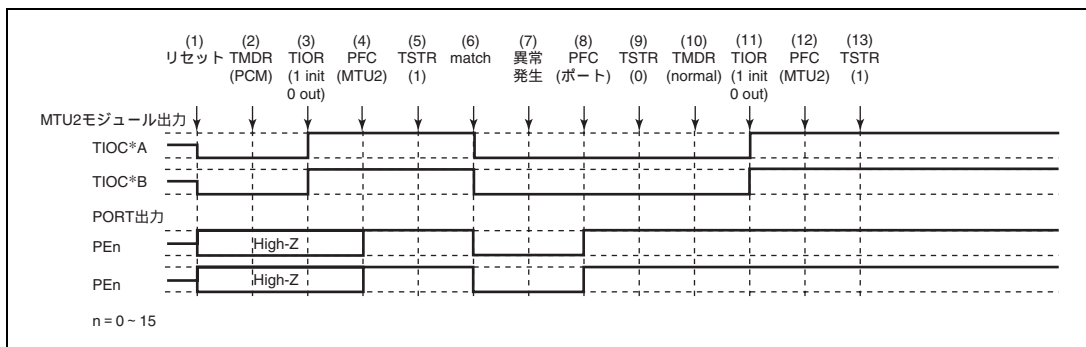 (1) (2) (3) (4) (5) (6) (7) (8) (9) (10) (11) (12) (13)
リセット TMDR TIOR PFC TSTR match 異常 PFC TSTR TMDR TIOR PFC TSTR
(PCM) (1 init (MTU2) (1) 発生 (ポート) (0) (normal) (1 init (MTU2) (1)
0 out) 0 out)
MTU2モジュール出力
TIOC*A
TIOC*B
PORT出力
PEn High-Z
PEn High-Z
n = 0 ~ 15